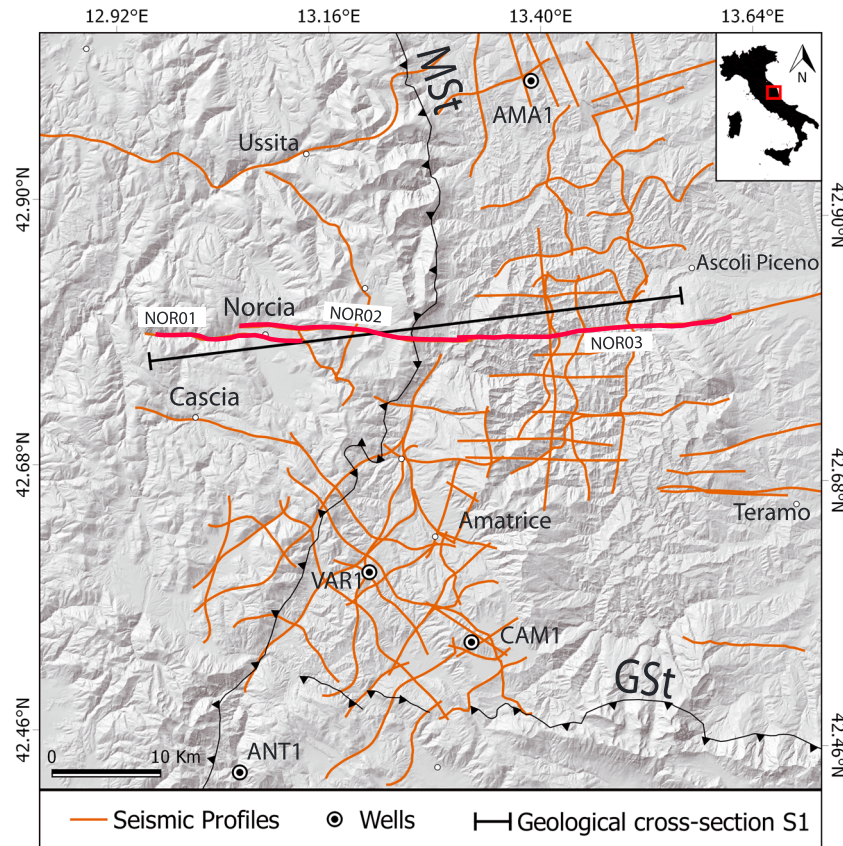 12.92°E 13.16°E 13.40°E 13.64°E
MSt
AMA1
N
Ussita
42.90°N
42.90°N
Ascoli Piceno
Norcia
NOR01
NOR02
NOR03
Cascia
42.68°N
42.68°N
Amatrice
Teramo
VAR1
CAM1
GSt
42.46°N
42.46°N
0 10 Km
ANT1
Seismic Profiles Wells Geological cross-section S1